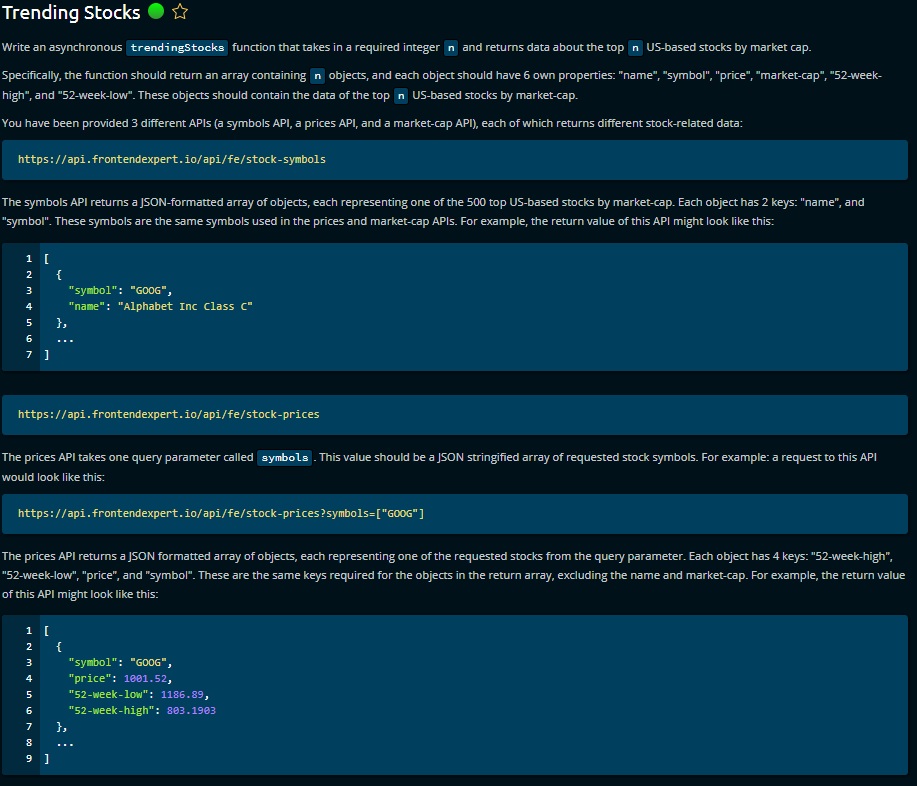 Trending Stocks
Write an asynchronous trendingStocks function that takes in a required integer n and returns data about the top n US-based stocks by market cap.
Specifically, the function should return an array containing n objects, and each object should have 6 own properties: "name", "symbol", "price", "market-cap", "52-week-
high", and "52-week-low". These objects should contain the data of the top n US-based stocks by market-cap.
You have been provided 3 different APIs (a symbols API, a prices API, and a market-cap API), each of which returns different stock-related data:
https://api.frontendexpert.io/api/fe/stock-symbols
The symbols API returns a JSON-formatted array of objects, each representing one of the 500 top US-based stocks by market-cap. Each object has 2 keys: "name", and
"symbol". These symbols are the same symbols used in the prices and market-cap APIs. For example, the return value of this API might look like this:
1 [
2 {
3 "symbol": "GOOG",
4 "name": "Alphabet Inc Class C"
5 },
6 ...
7 ]
https://api.frontendexpert.io/api/fe/stock-prices
The prices API takes one query parameter called symbols. This value should be a JSON stringified array of requested stock symbols. For example: a request to this API
would look like this:
https://api.frontendexpert.io/api/fe/stock-prices?symbols=["GOOG"]
The prices API returns a JSON formatted array of objects, each representing one of the requested stocks from the query parameter. Each object has 4 keys: "52-week-high",
"52-week-low", "price", and "symbol". These are the same keys required for the objects in the return array, excluding the name and market-cap. For example, the return value
of this API might look like this:
1 [
2 {
3 "symbol": "GOOG",
4 "price": 1001.52,
5 "52-week-low": 1186.89,
6 "52-week-high": 803.1903
7 },
8 ...
9 ]